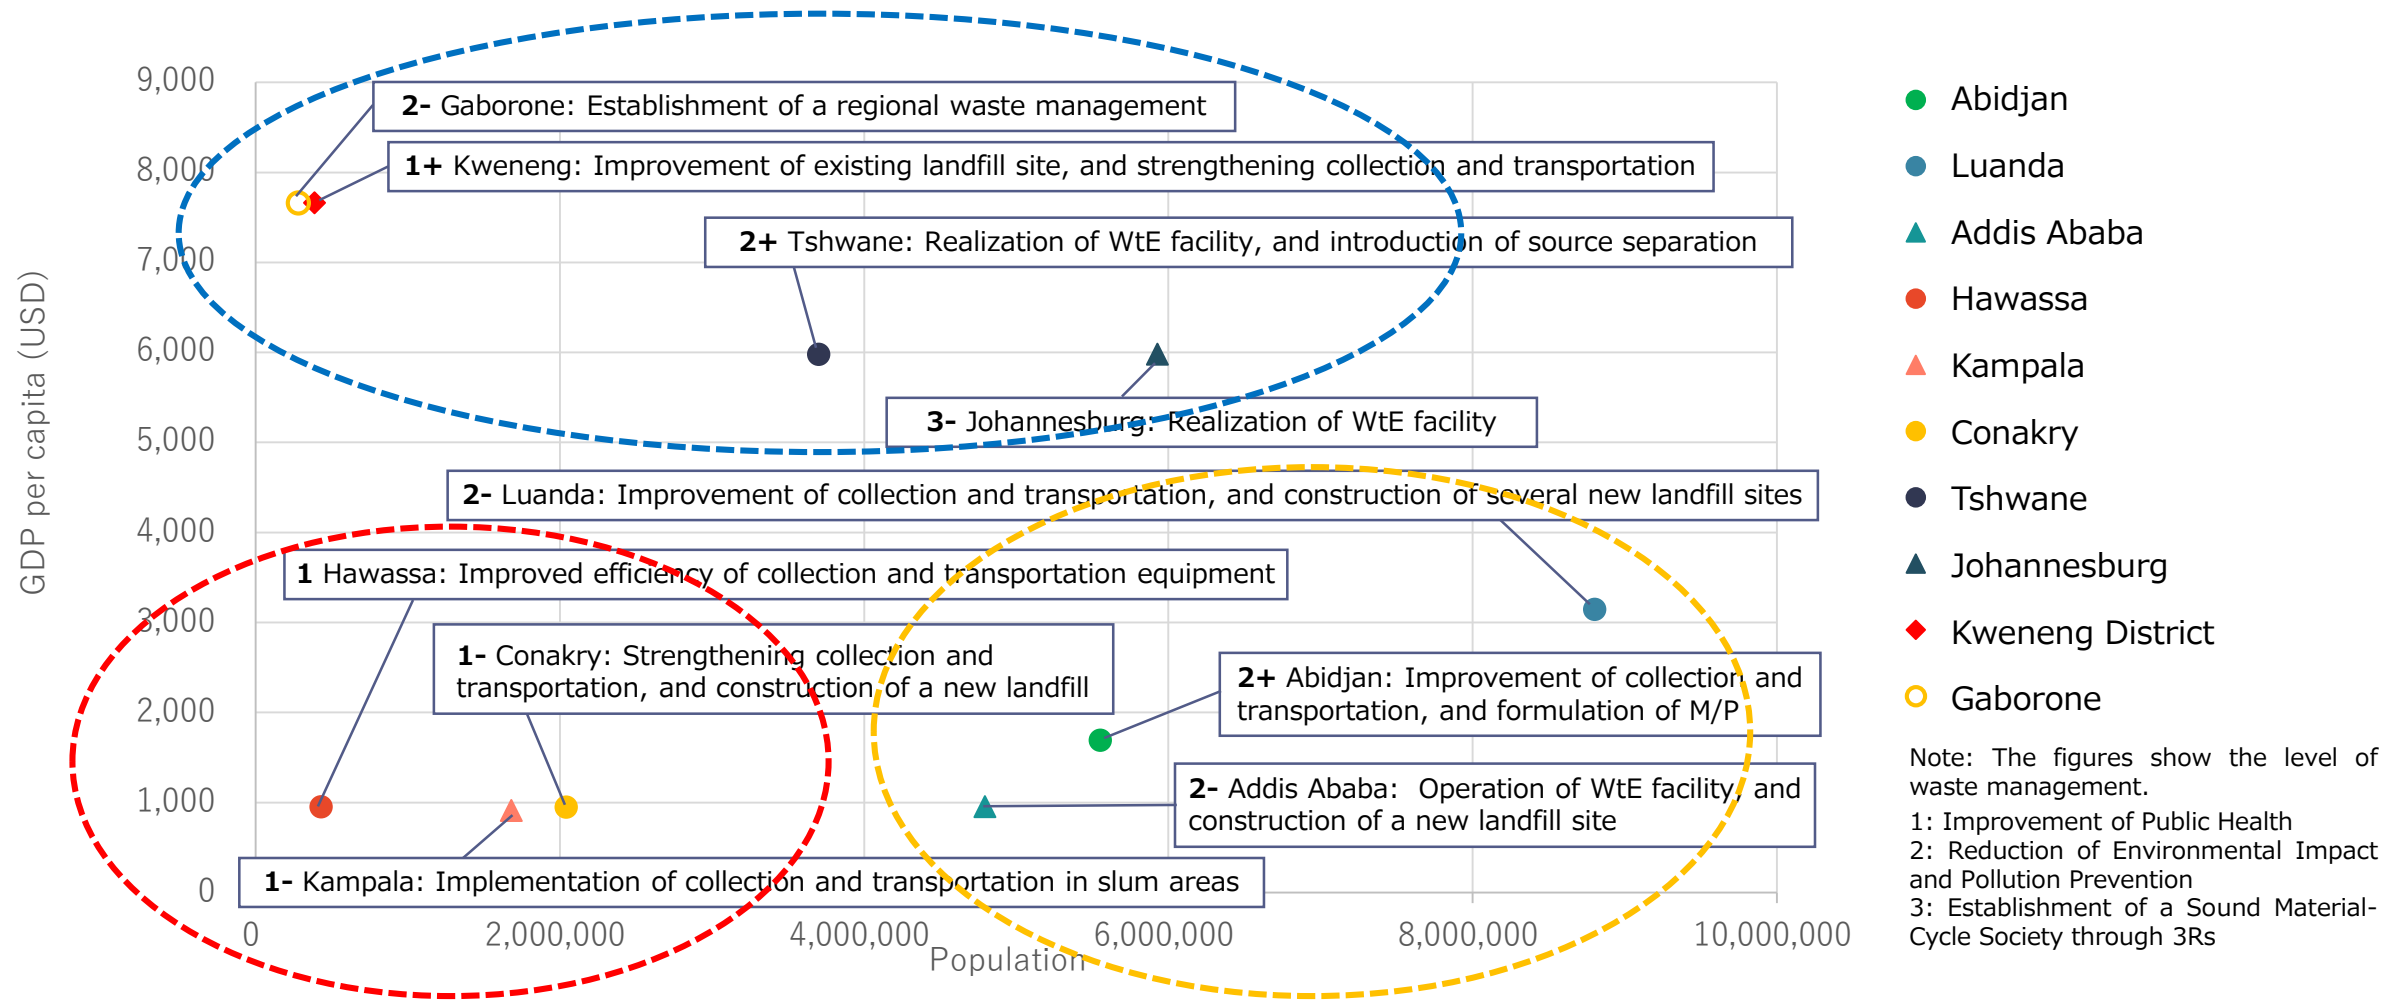 GDP per capita (USD)
9,000
8,000
7,000
6,000
5,000
4,000
3,000
2,000
1,000
0
2- Gaborone: Establishment of a regional waste management
1+ Kweneng: Improvement of existing landfill site, and strengthening collection and transportation
2+ Tshwane: Realization of WtE facility, and introduction of source separation
3- Johannesburg: Realization of WtE facility
2- Luanda: Improvement of collection and transportation, and construction of several new landfill sites
1 Hawassa: Improved efficiency of collection and transportation equipment
1- Conakry: Strengthening collection and
transportation, and construction of a new landfill
2+ Abidjan: Improvement of collection and
transportation, and formulation of M/P
2- Addis Ababa: Operation of WtE facility, and
construction of a new landfill site
1- Kampala: Implementation of collection and transportation in slum areas
0
2,000,000
4,000,000
6,000,000
8,000,000
10,000,000
Population
Abidjan
Luanda
Addis Ababa
Hawassa
Kampala
Conakry
Tshwane
Johannesburg
Kweneng District
Gaborone
Note: The figures show the level of
waste management.
1: Improvement of Public Health
2: Reduction of Environmental Impact
and Pollution Prevention
3: Establishment of a Sound Material-
Cycle Society through 3Rs